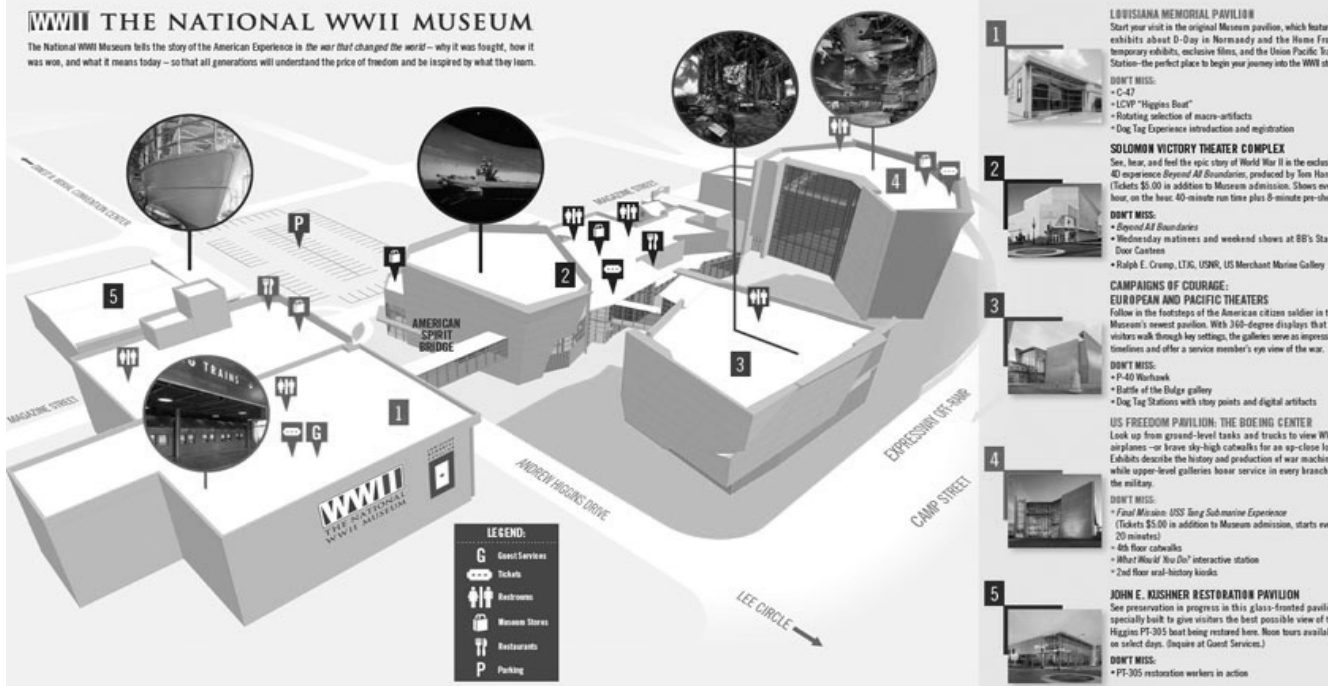 WWII THE NATIONAL WWII MUSEUM
The National WWII Museum tells the story of the American Experience in the war that changed the world – why it was fought, how it
was won, and what it means today – so that all generations will understand the price of freedom and be inspired by what they learn.
MAGAZINE STREET
P
4
2
5
AMERICAN
SPIRIT
BRIDGE
3
TRAINS
1
G
MAGAZINE STREET
WWII
THE NATIONAL
WWII MUSEUM
ANDREW HIGGINS DRIVE
EXPRESSWAY OFF-RAMP
CAMP STREET
LEE CIRCLE
LEGEND:
G Guest Services
Tickets
Restrooms
Museum Stores
Restaurants
P Parking
1
LOUISIANA MEMORIAL PAVILION
Start your visit in the original Museum pavilion, which
exhibits about D-Day in Normandy and the Home
temporary exhibits, exclusive films, and the Union Pacific
Station–the perfect place to begin your journey into the WWII
DON'T MISS:
• C-47
• LCVP "Higgins Boat"
• Rotating selection of macro-artifacts
• Dog Tag Experience introduction and registration
2
SOLOMON VICTORY THEATER COMPLEX
See, hear, and feel the epic story of World War II in the
4D experience Beyond All Boundaries, produced by Tom
(Tickets $5.00 in addition to Museum admission. Shows
hour, on the hour. 40-minute run time plus 8-minute
DON'T MISS:
• Beyond All Boundaries
• Wednesday matinees and weekend shows at BB's
Door Canteen
• Ralph E. Crump, LTJG, USNR, US Merchant Marine Gallery
3
CAMPAIGNS OF COURAGE:
EUROPEAN AND PACIFIC THEATERS
Follow in the footsteps of the American citizen soldier in
Museum's newest pavilion. With 360-degree displays that
visitors walk through key settings, the galleries serve as
timelines and offer a service member's eye view of the war.
DON'T MISS:
• P-40 Warhawk
• Battle of the Bulge gallery
• Dog Tag Stations with story points and digital artifacts
4
US FREEDOM PAVILION: THE BOEING CENTER
Look up from ground-level tanks and trucks to view
airplanes –or brave sky-high catwalks for an up-close
Exhibits describe the history and production of war
while upper-level galleries honor service in every branch
the military.
DON'T MISS:
• Final Mission: USS Tang Submarine Experience
(Tickets $5.00 in addition to Museum admission, starts
20 minutes)
• 4th floor catwalks
• What Would You Do? interactive station
• 2nd floor oral-history kiosks
5
JOHN E. KUSHNER RESTORATION PAVILION
See preservation in progress in this glass-fronted
specially built to give visitors the best possible view of
Higgins PT-305 boat being restored here. Noon tours
on select days. (Inquire at Guest Services.)
DON'T MISS:
• PT-305 restoration workers in action